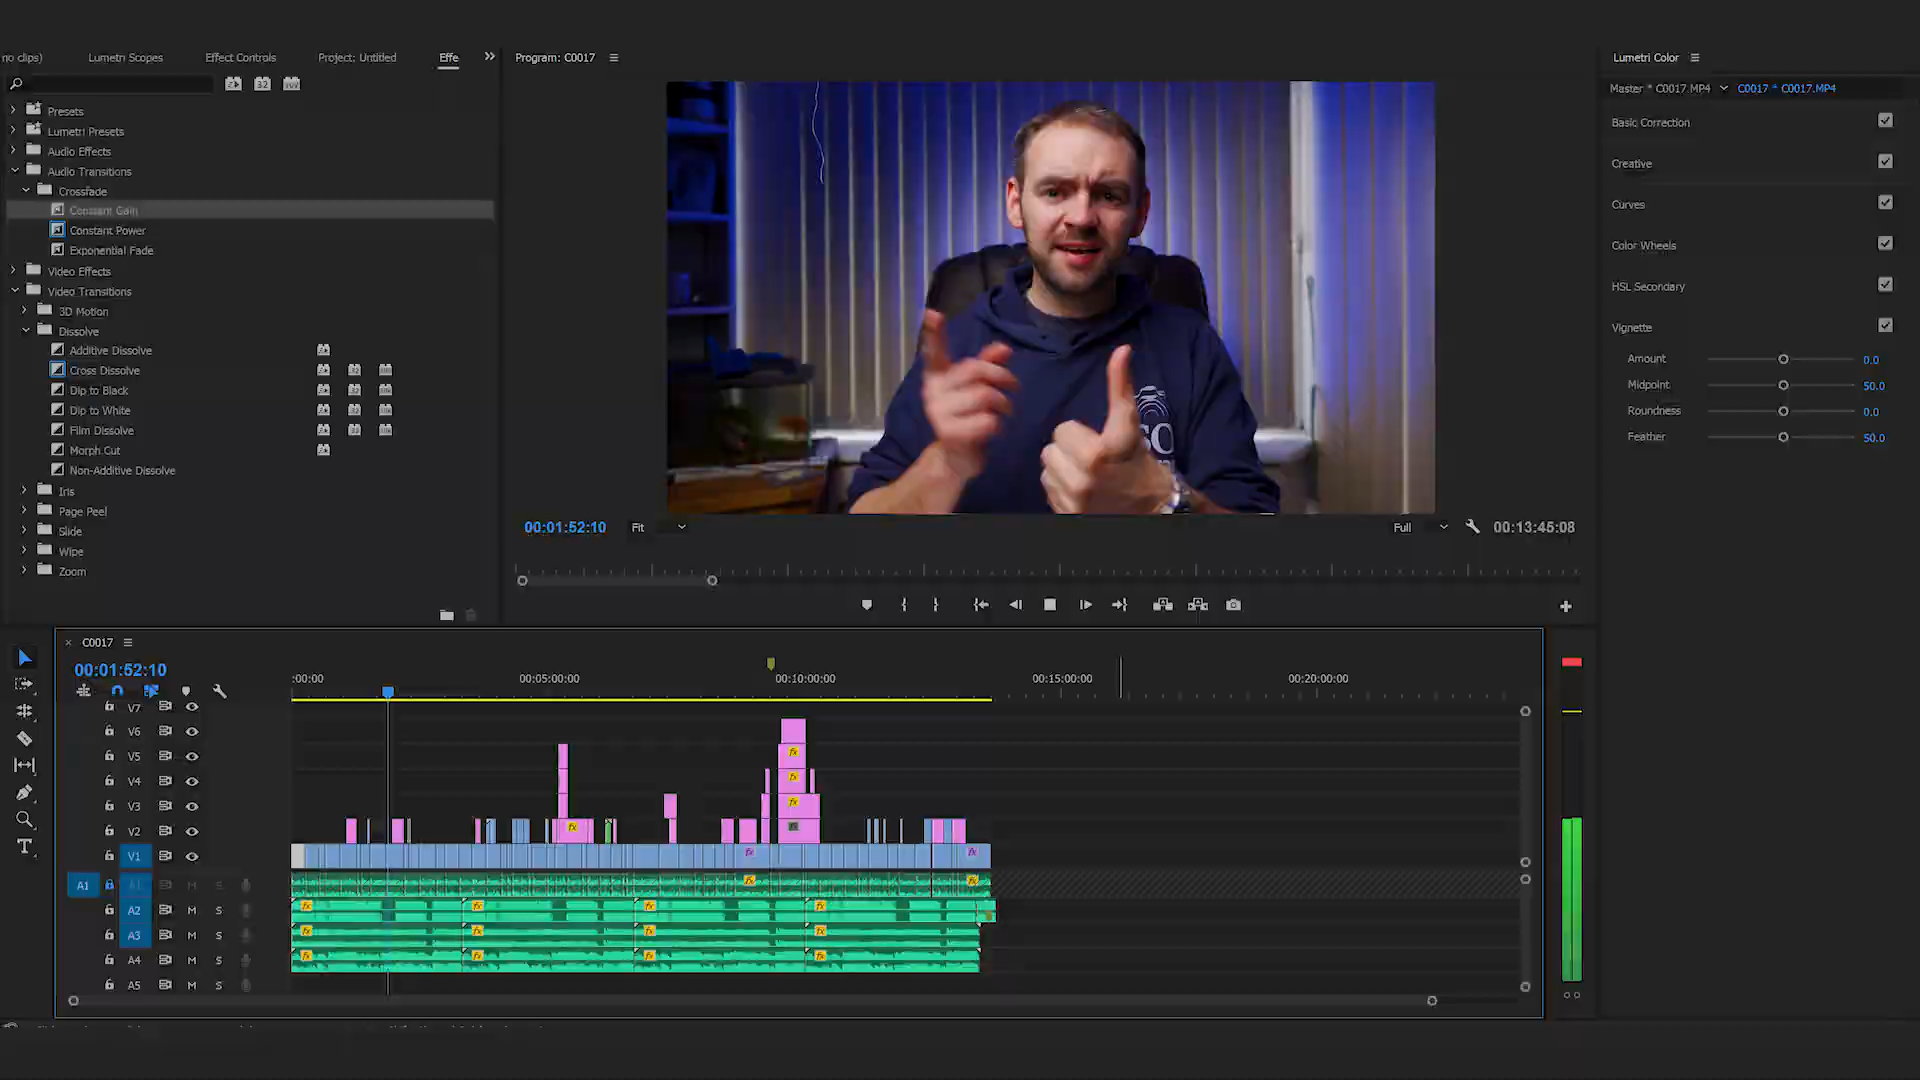 no clips)
Lumetri Scopes
Effect Controls
Project: Untitled
Effe
Presets
Lumetri Presets
Audio Effects
Audio Transitions
Crossfade
Constant Gain
Constant Power
Exponential Fade
Video Effects
Video Transitions
3D Motion
Dissolve
Additive Dissolve
Cross Dissolve
Dip to Black
Dip to White
Film Dissolve
Morph Cut
Non-Additive Dissolve
Iris
Page Peel
Slide
Wipe
Zoom
Program: C0017
00:01:52:10
Fit
Full
00:13:45:08
Lumetri Color
Master * C0017.MP4
C0017 * C0017.MP4
Basic Correction
Creative
Curves
Color Wheels
HSL Secondary
Vignette
Amount 0.0
Midpoint 50.0
Roundness 0.0
Feather 50.0
C0017
00:01:52:10
:00:00
00:05:00:00
00:10:00:00
00:15:00:00
00:20:00:00
V7
V6
V5
V4
V3
V2
V1
A1 A1 M S
A2 M S
A3 M S
A4 M S
A5 M S